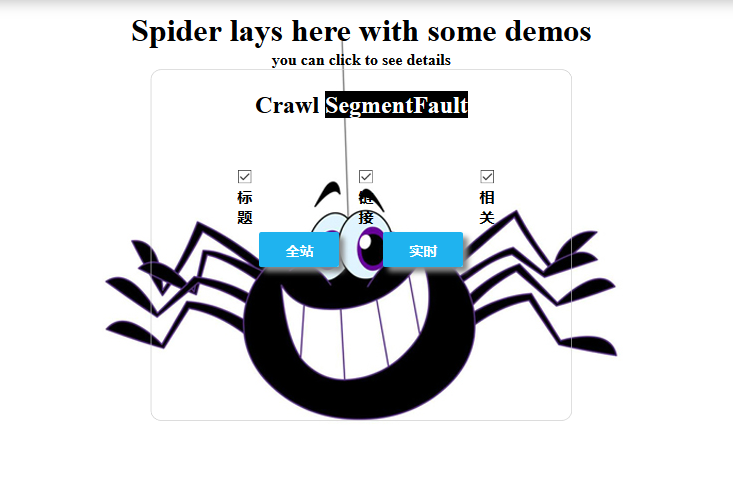 Spider lays here with some demos
you can click to see details
Crawl SegmentFault
标题
链接
相关
全站
实时